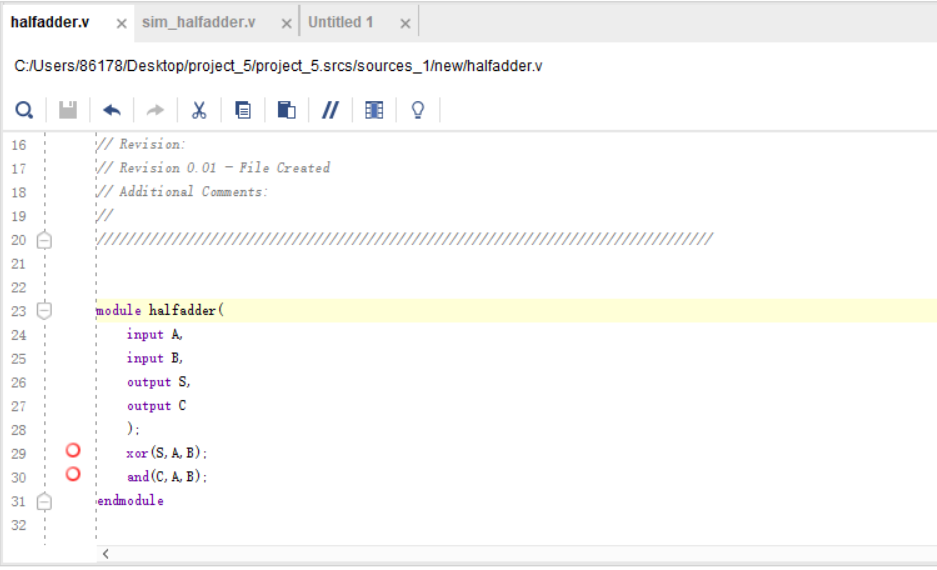 halfadder.v × sim_halfadder.v × Untitled 1 ×
C:/Users/86178/Desktop/project_5/project_5.srcs/sources_1/new/halfadder.v
16 // Revision:
17 // Revision 0.01 - File Created
18 // Additional Comments:
19 //
20 //////////////////////////////////////////////////////////////////////////////////
21
22
23 module halfadder(
24 input A,
25 input B,
26 output S,
27 output C
28 );
29 xor(S,A,B);
30 and(C,A,B);
31 endmodule
32